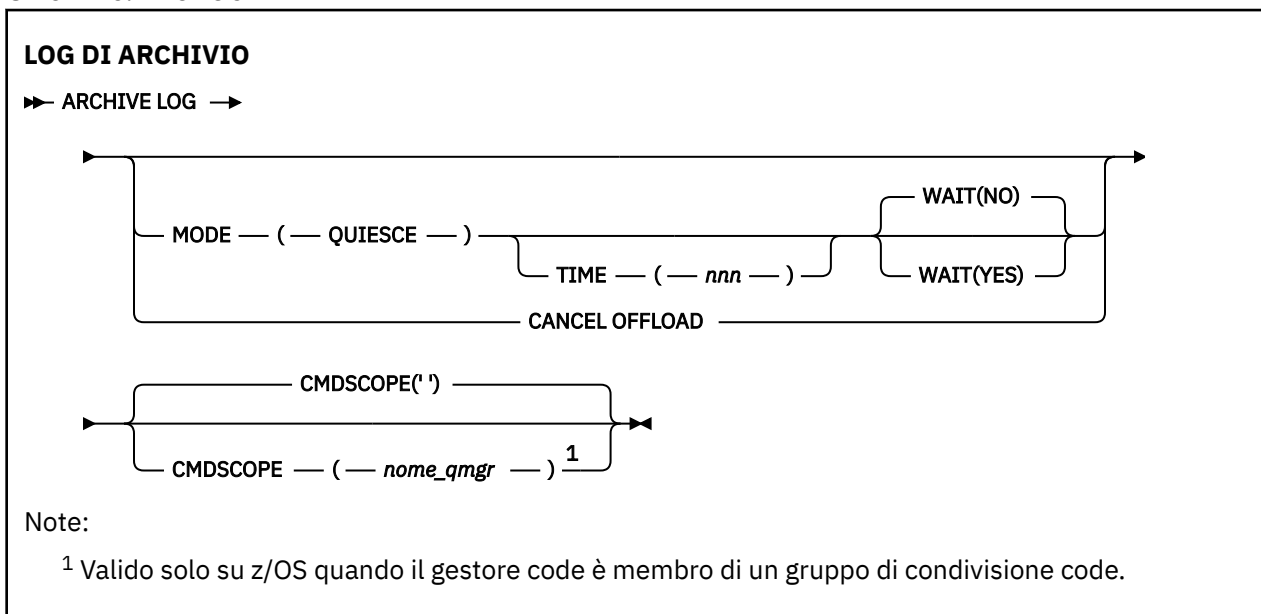 LOG DI ARCHIVIO
ARCHIVE LOG
WAIT(NO)
MODE ( QUIESCE )
TIME ( nnn )
WAIT(YES)
CANCEL OFFLOAD
CMDSCOPE(' ')
CMDSCOPE ( nome_qmgr ) 1
Note:
1 Valido solo su z/OS quando il gestore code è membro di un gruppo di condivisione code.